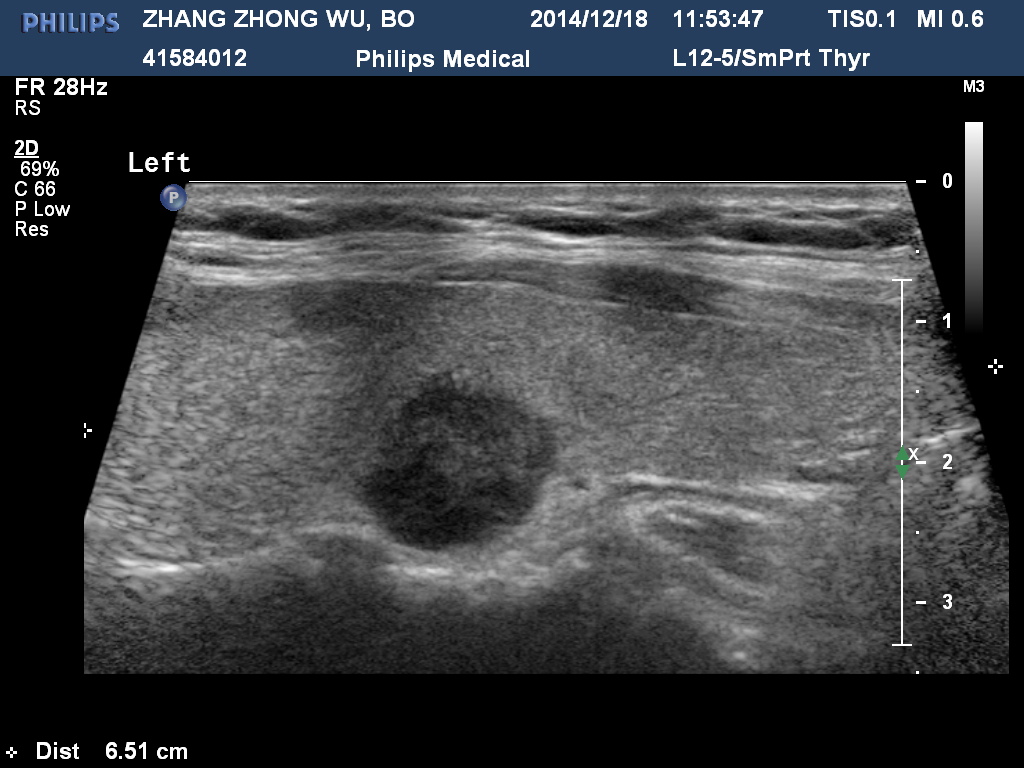 PHILIPS ZHANG ZHONG WU, BO 2014/12/18 11:53:47 TIS0.1 MI 0.6
41584012 Philips Medical L12-5/SmPrt Thyr
FR 28Hz
RS
M3
2D
69%
C 66
P Low
Res
Left
P
0
1
X
2
3
Dist 6.51 cm